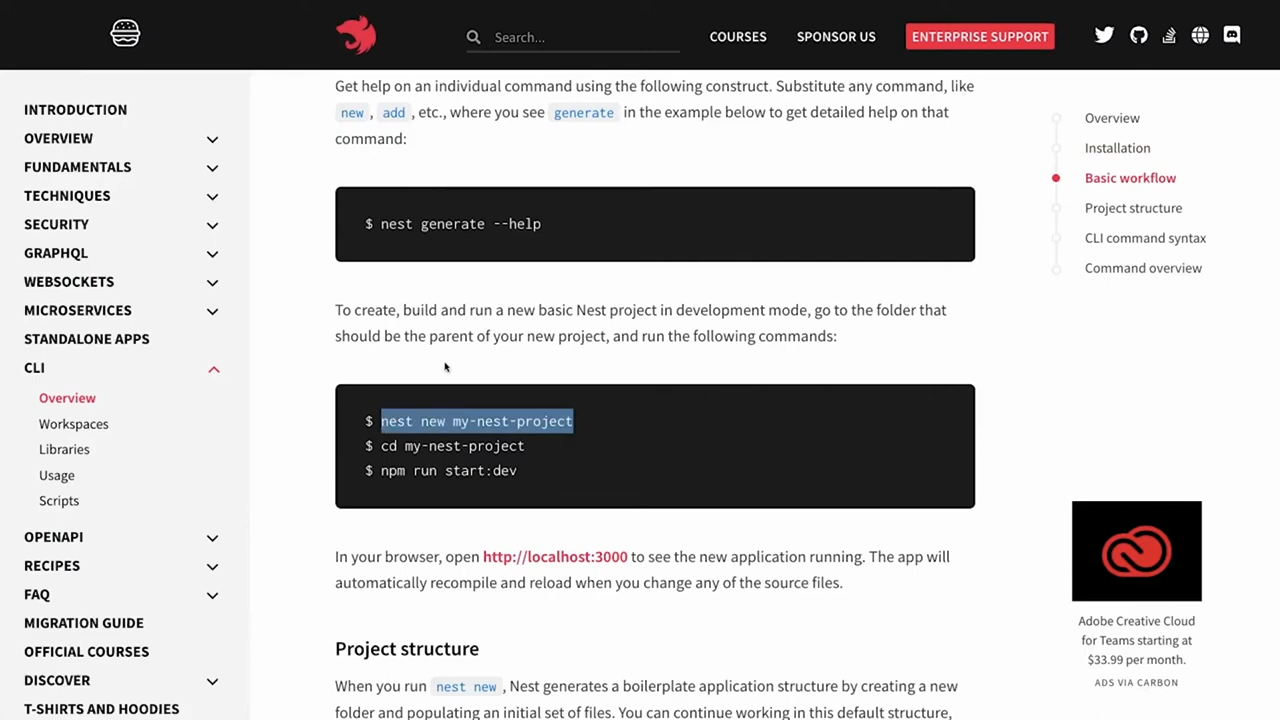 Search...
COURSES
SPONSOR US
ENTERPRISE SUPPORT
INTRODUCTION
OVERVIEW
FUNDAMENTALS
TECHNIQUES
SECURITY
GRAPHQL
WEBSOCKETS
MICROSERVICES
STANDALONE APPS
CLI
Overview
Workspaces
Libraries
Usage
Scripts
OPENAPI
RECIPES
FAQ
MIGRATION GUIDE
OFFICIAL COURSES
DISCOVER
T-SHIRTS AND HOODIES
Get help on an individual command using the following construct. Substitute any command, like
new, add, etc., where you see generate in the example below to get detailed help on that
command:
$ nest generate --help
To create, build and run a new basic Nest project in development mode, go to the folder that
should be the parent of your new project, and run the following commands:
$ nest new my-nest-project
$ cd my-nest-project
$ npm run start:dev
In your browser, open http://localhost:3000 to see the new application running. The app will
automatically recompile and reload when you change any of the source files.
Project structure
When you run nest new, Nest generates a boilerplate application structure by creating a new
folder and populating an initial set of files. You can continue working in this default structure,
Overview
Installation
Basic workflow
Project structure
CLI command syntax
Command overview
Adobe Creative Cloud
for Teams starting at
$33.99 per month.
ADS VIA CARBON